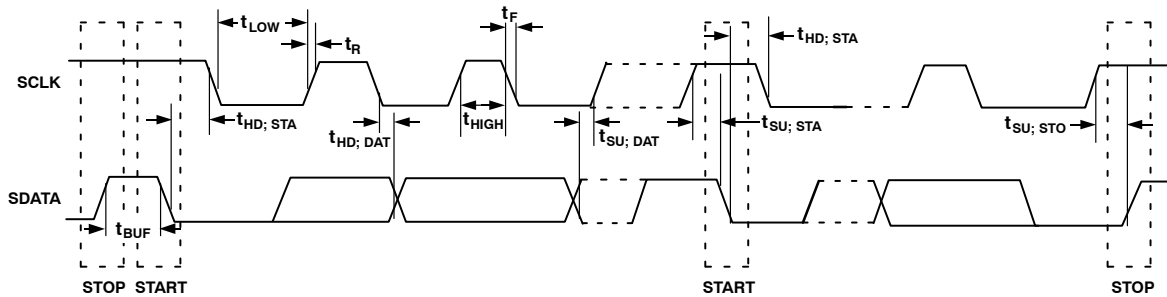 tF
tLOW
tR
tHD; STA
SCLK
tHD; STA
tHD; DAT
tHIGH
tSU; DAT
tSU; STA
tSU; STO
SDATA
tBUF
STOP START
START
STOP